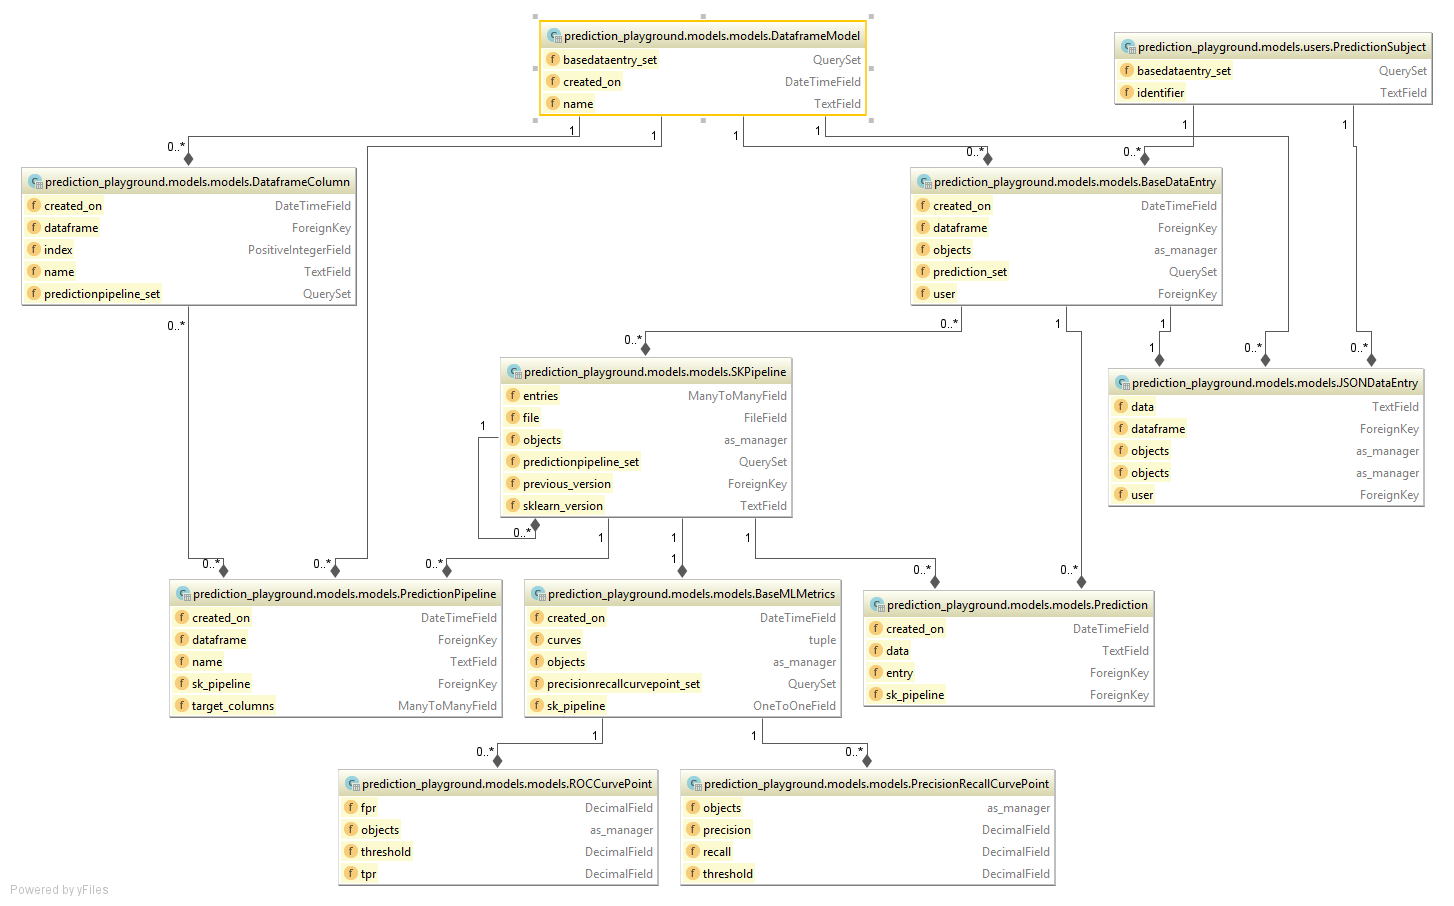 prediction_playground.models.models.DataframeModel
basedataentry_set QuerySet
created_on DateTimeField
name TextField
prediction_playground.models.users.PredictionSubject
basedataentry_set QuerySet
identifier TextField
1 1 1 1 1 1
0..* 0..* 0..*
prediction_playground.models.models.DataframeColumn
created_on DateTimeField
dataframe ForeignKey
index PositiveIntegerField
name TextField
predictionpipeline_set QuerySet
prediction_playground.models.models.BaseDataEntry
created_on DateTimeField
dataframe ForeignKey
objects as_manager
prediction_set QuerySet
user ForeignKey
0..* 0..* 1 1
0..* 1 0..* 0..*
prediction_playground.models.models.SKPipeline
entries ManyToManyField
file FileField
objects as_manager
predictionpipeline_set QuerySet
previous_version ForeignKey
sklearn_version TextField
1
0..*
prediction_playground.models.models.JSONDataEntry
data TextField
dataframe ForeignKey
objects as_manager
objects as_manager
user ForeignKey
1 1 1
0..* 0..* 0..* 1 0..* 0..*
prediction_playground.models.models.PredictionPipeline
created_on DateTimeField
dataframe ForeignKey
name TextField
sk_pipeline ForeignKey
target_columns ManyToManyField
prediction_playground.models.models.BaseMLMetrics
created_on DateTimeField
curves tuple
objects as_manager
precisionrecallcurvepoint_set QuerySet
sk_pipeline OneToOneField
prediction_playground.models.models.Prediction
created_on DateTimeField
data TextField
entry ForeignKey
sk_pipeline ForeignKey
1 1
0..* 0..*
prediction_playground.models.models.ROCCurvePoint
fpr DecimalField
objects as_manager
threshold DecimalField
tpr DecimalField
prediction_playground.models.models.PrecisionRecallCurvePoint
objects as_manager
precision DecimalField
recall DecimalField
threshold DecimalField
Powered by yFiles